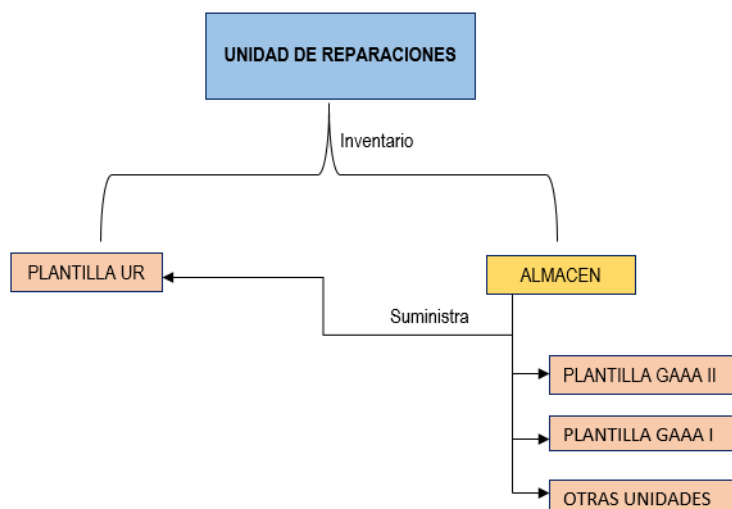 UNIDAD DE REPARACIONES
Inventario
PLANTILLA UR
ALMACEN
Suministra
PLANTILLA GAAA II
PLANTILLA GAAA I
OTRAS UNIDADES